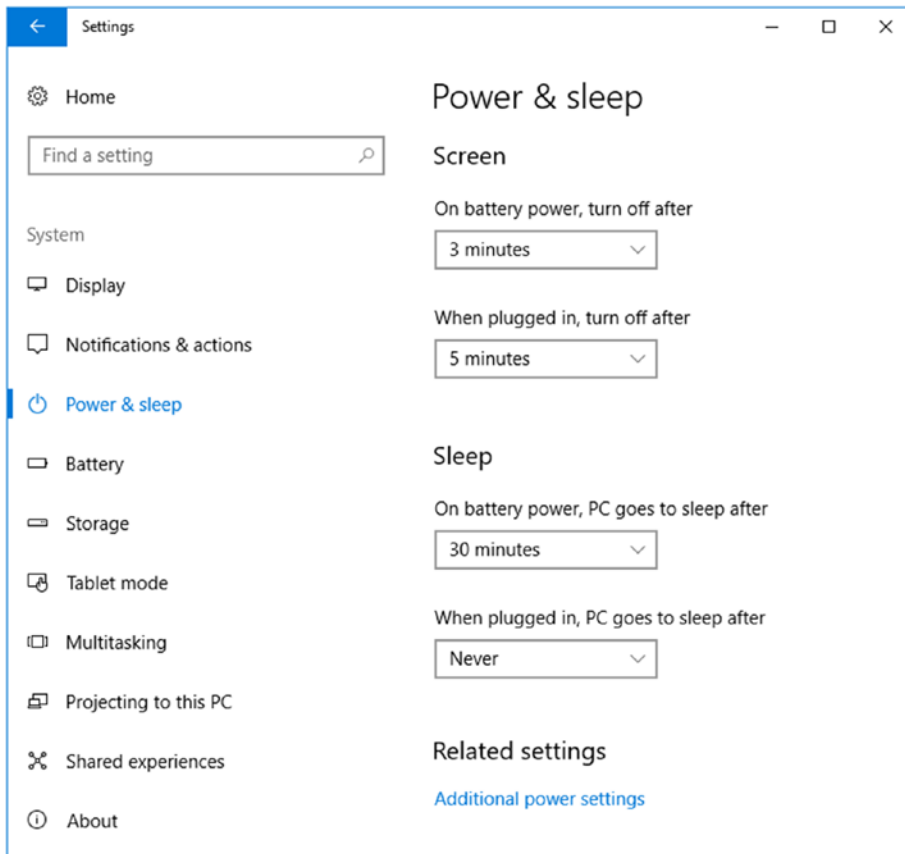 Settings
Home
Find a setting
System
Display
Notifications & actions
Power & sleep
Battery
Storage
Tablet mode
Multitasking
Projecting to this PC
Shared experiences
About
Power & sleep
Screen
On battery power, turn off after
3 minutes
When plugged in, turn off after
5 minutes
Sleep
On battery power, PC goes to sleep after
30 minutes
When plugged in, PC goes to sleep after
Never
Related settings
Additional power settings